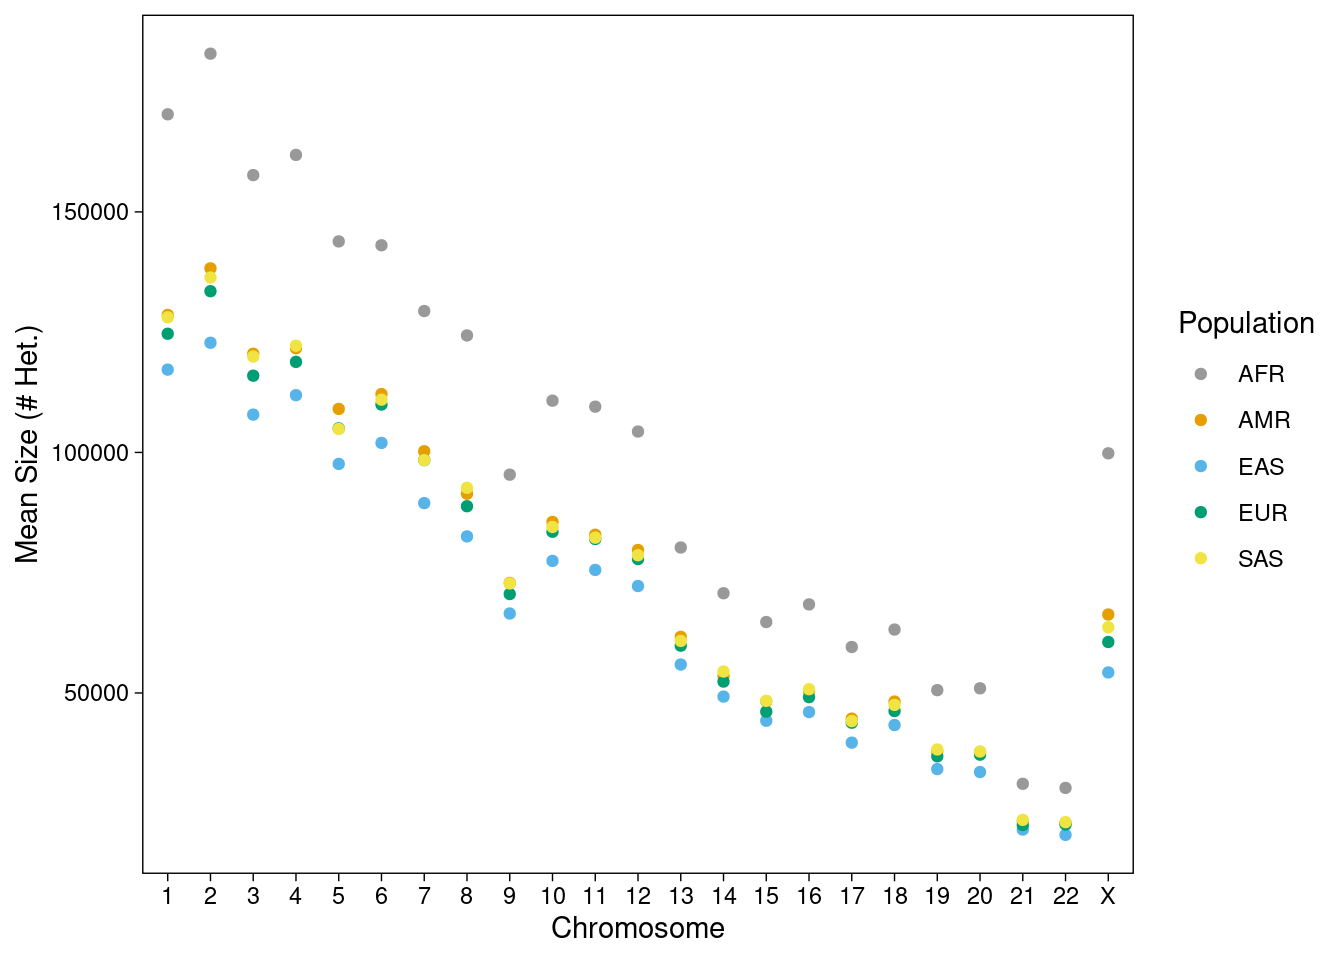 Mean Size (# Het.)
150000
100000
50000
1 2 3 4 5 6 7 8 9 10 11 12 13 14 15 16 17 18 19 20 21 22 X
Chromosome
Population
AFR
AMR
EAS
EUR
SAS